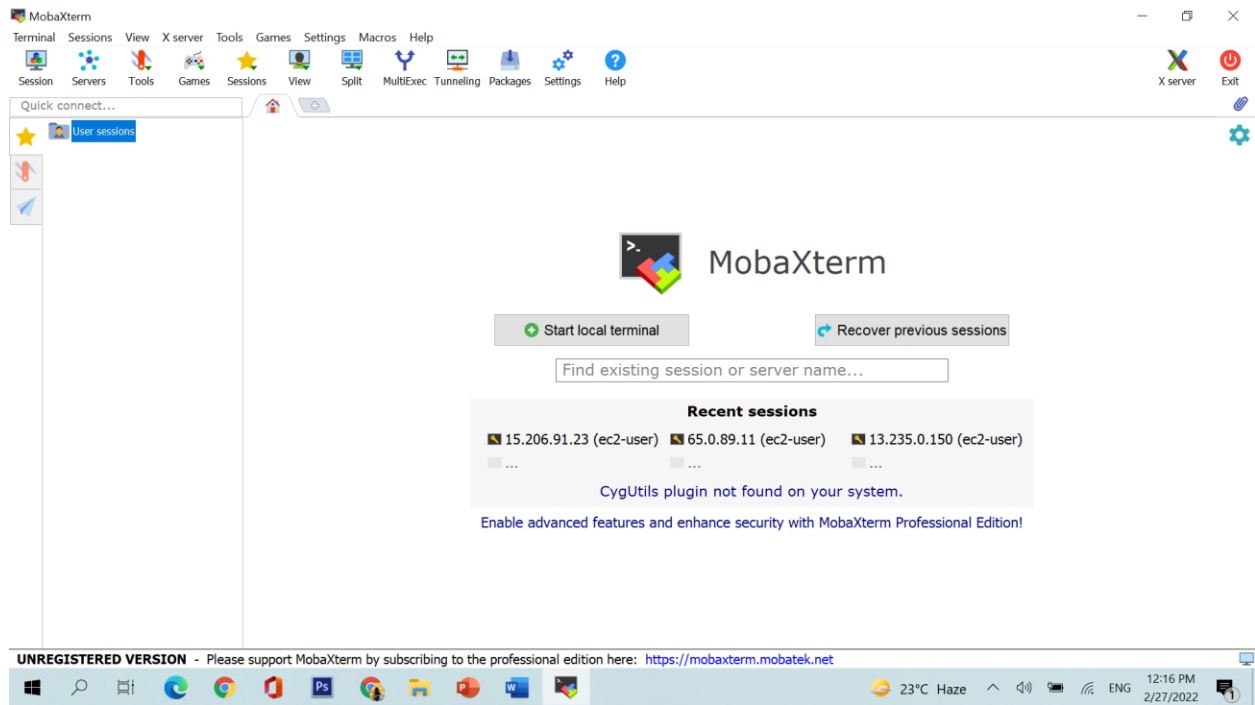 MobaXterm
Terminal Sessions View X server Tools Games Settings Macros Help
Session Servers Tools Games Sessions View Split MultiExec Tunneling Packages Settings Help X server Exit
Quick connect...
User sessions
>_
MobaXterm
Start local terminal Recover previous sessions
Find existing session or server name...
Recent sessions
15.206.91.23 (ec2-user) 65.0.89.11 (ec2-user) 13.235.0.150 (ec2-user)
... ... ...
CygUtils plugin not found on your system.
Enable advanced features and enhance security with MobaXterm Professional Edition!
UNREGISTERED VERSION - Please support MobaXterm by subscribing to the professional edition here: https://mobaxterm.mobatek.net
Ps
23°C Haze ENG 12:16 PM
2/27/2022
1